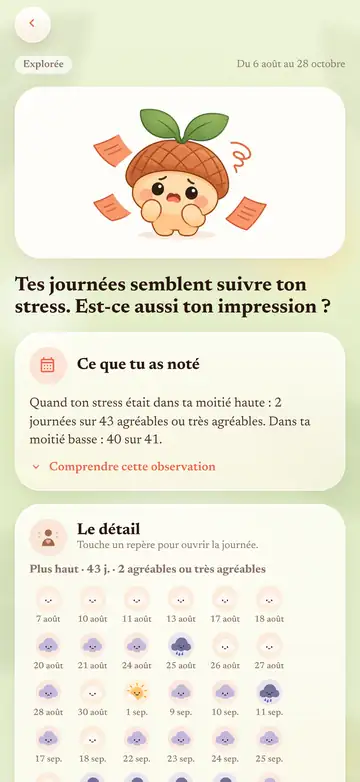 Explorée
Du 6 août au 28 octobre
Tes journées semblent suivre ton
stress. Est-ce aussi ton impression ?
Ce que tu as noté
Quand ton stress était dans ta moitié haute : 2
journées sur 43 agréables ou très agréables. Dans ta
moitié basse : 40 sur 41.
Comprendre cette observation
Le détail
Touche un repère pour ouvrir la journée.
Plus haut · 43 j. · 2 agréables ou très agréables
7 août 10 août 11 août 13 août 17 août 18 août
20 août 21 août 24 août 25 août 26 août 27 août
28 août 30 août 1 sep. 9 sep. 10 sep. 11 sep.
17 sep. 18 sep. 22 sep. 23 sep. 24 sep. 25 sep.